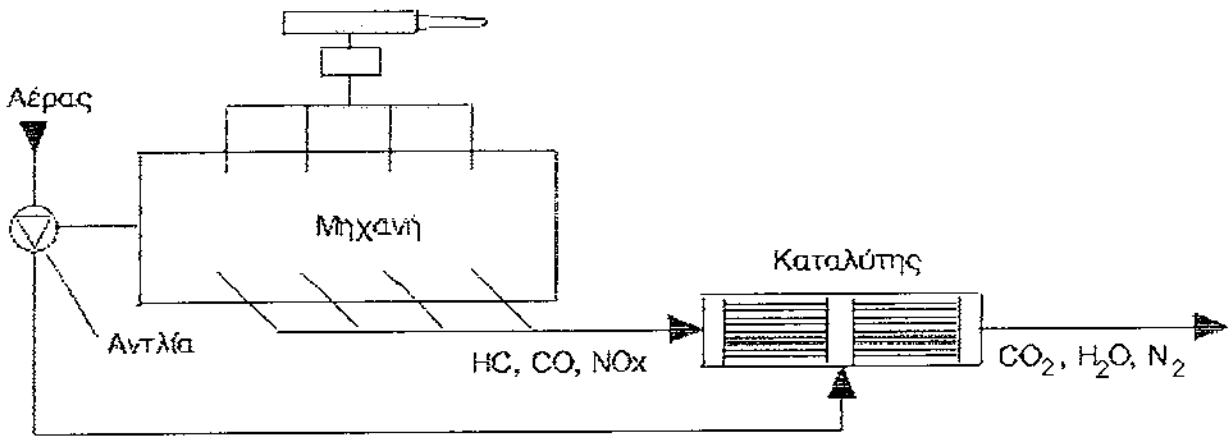 Αέρας
Μηχανή
Καταλύτης
Αντλία
HC, CO, NOx
CO₂, H₂O, N₂